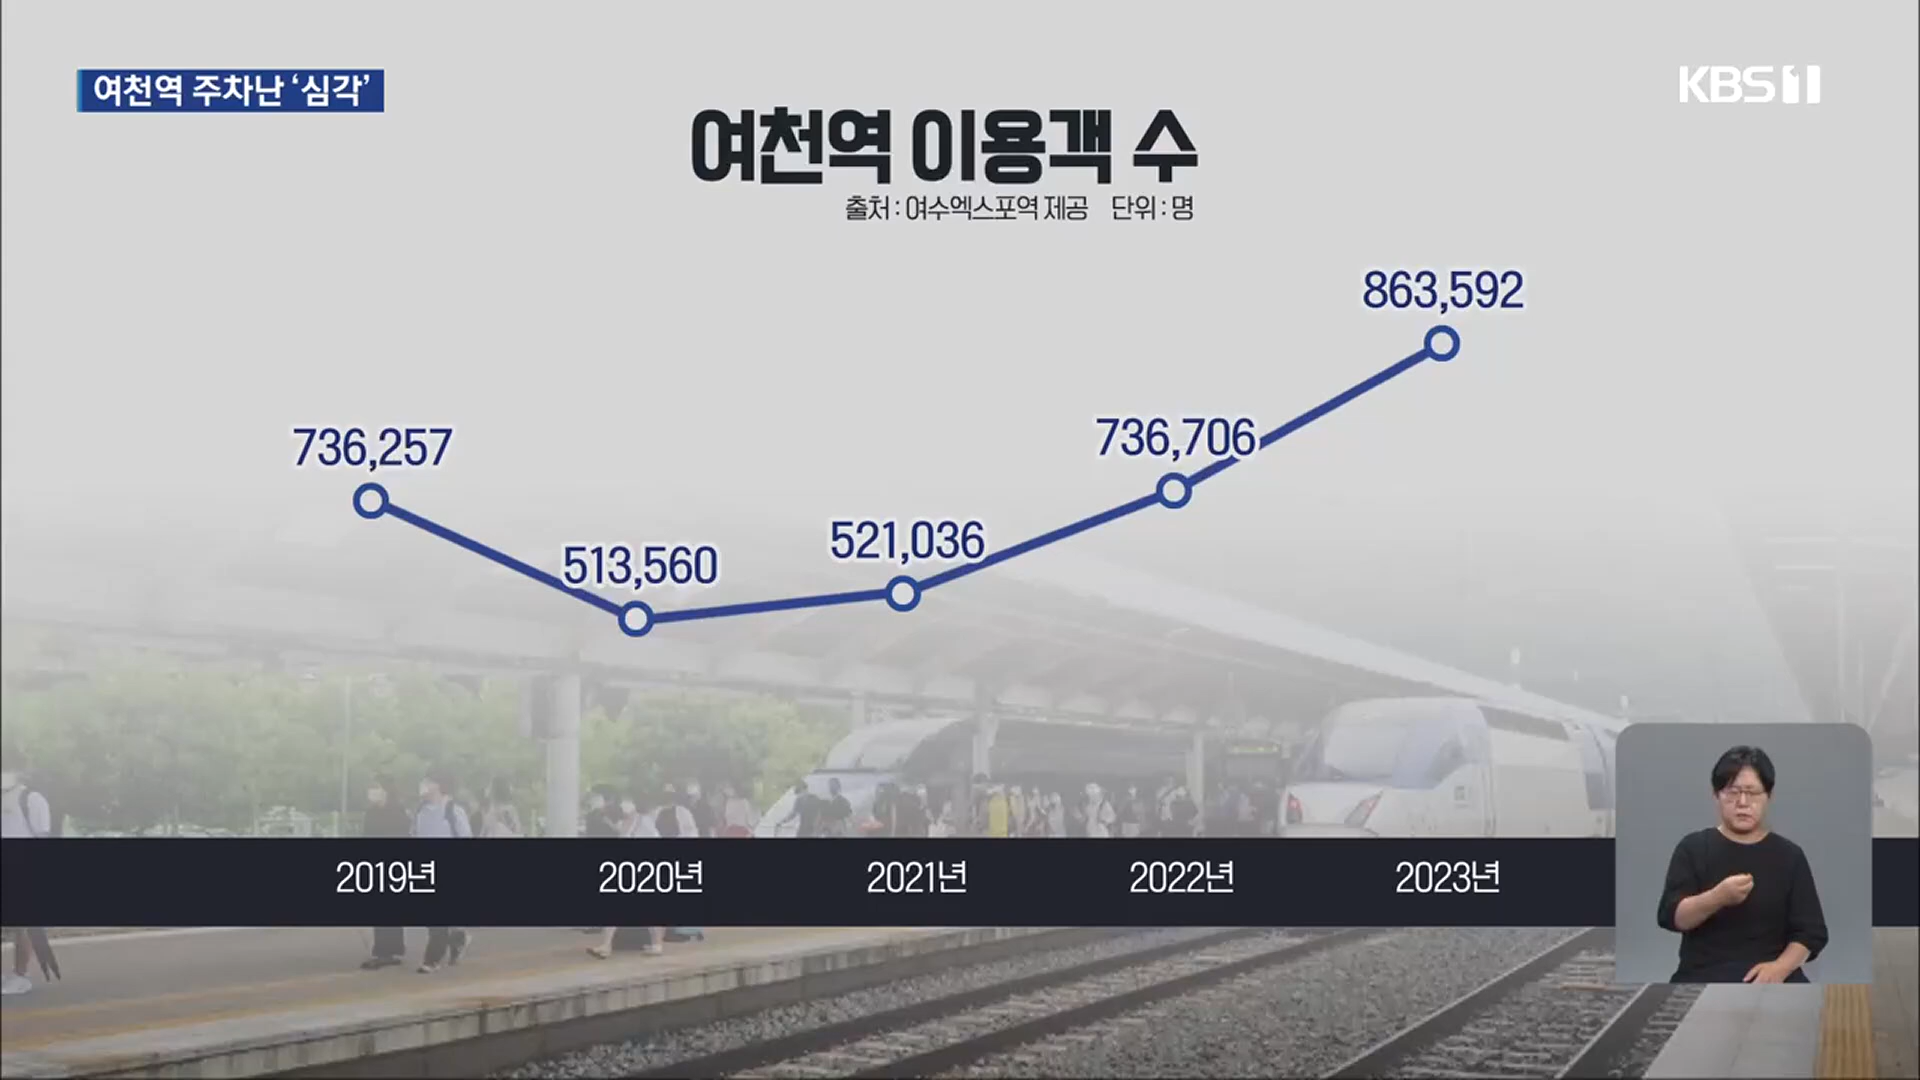 여천역 주차난 ‘심각’
KBS 1
여천역 이용객 수
출처 : 여수엑스포역 제공 단위 : 명
863,592
736,257
736,706
513,560
521,036
2019년 2020년 2021년 2022년 2023년